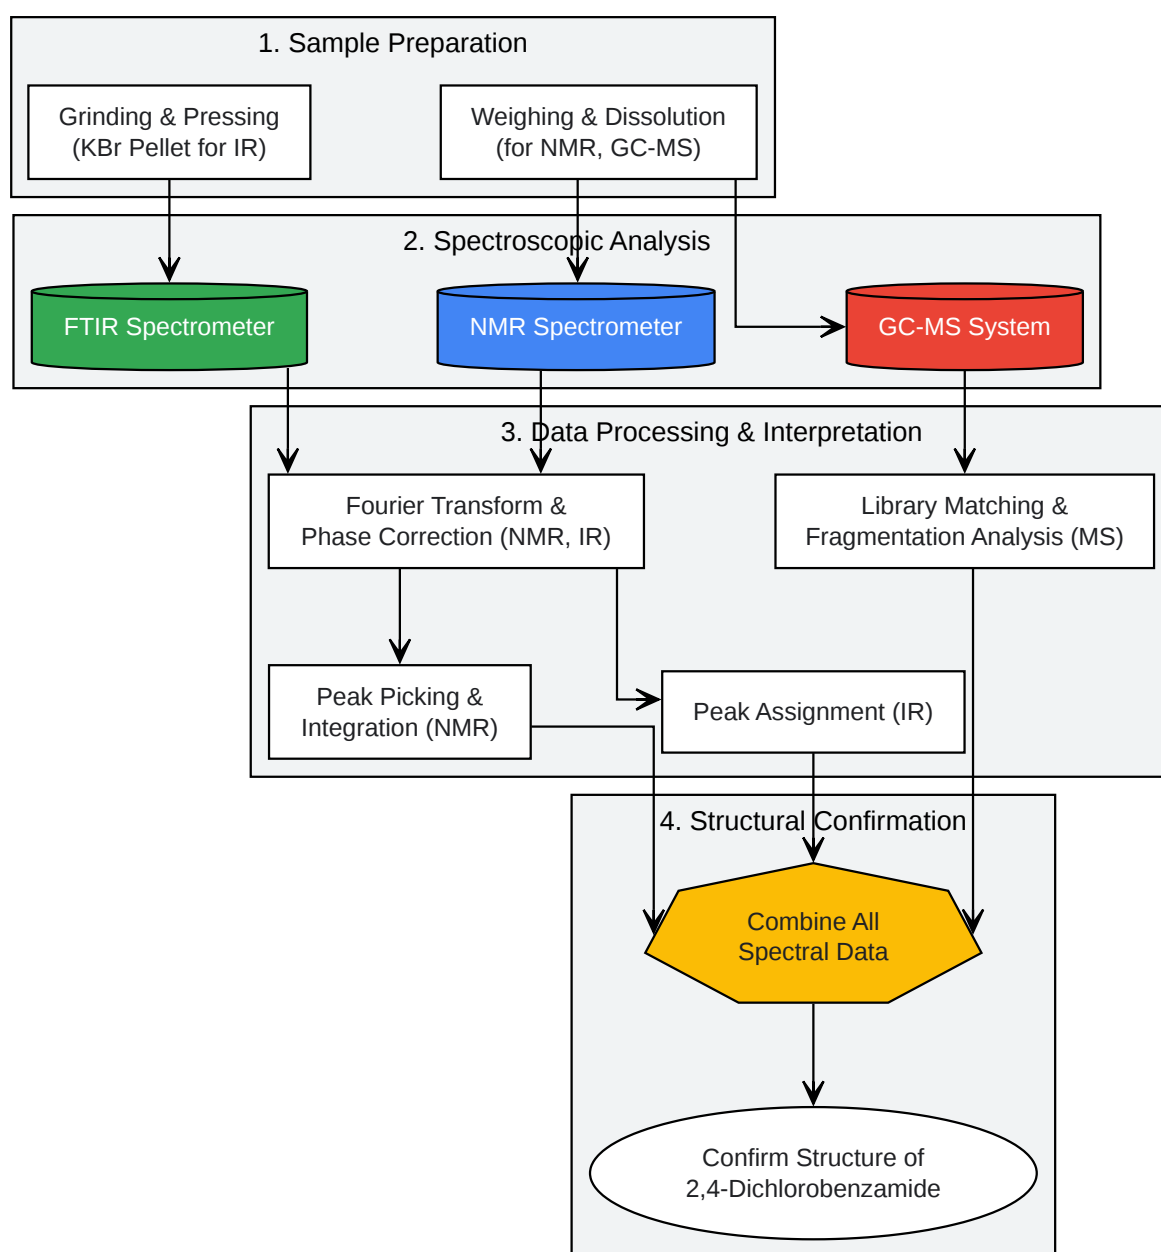 1. Sample Preparation
Grinding & Pressing
(KBr Pellet for IR)
Weighing & Dissolution
(for NMR, GC-MS)
2. Spectroscopic Analysis
FTIR Spectrometer
NMR Spectrometer
GC-MS System
3. Data Processing & Interpretation
Fourier Transform &
Phase Correction (NMR, IR)
Library Matching &
Fragmentation Analysis (MS)
Peak Picking &
Integration (NMR)
Peak Assignment (IR)
4. Structural Confirmation
Combine All
Spectral Data
Confirm Structure of
2,4-Dichlorobenzamide